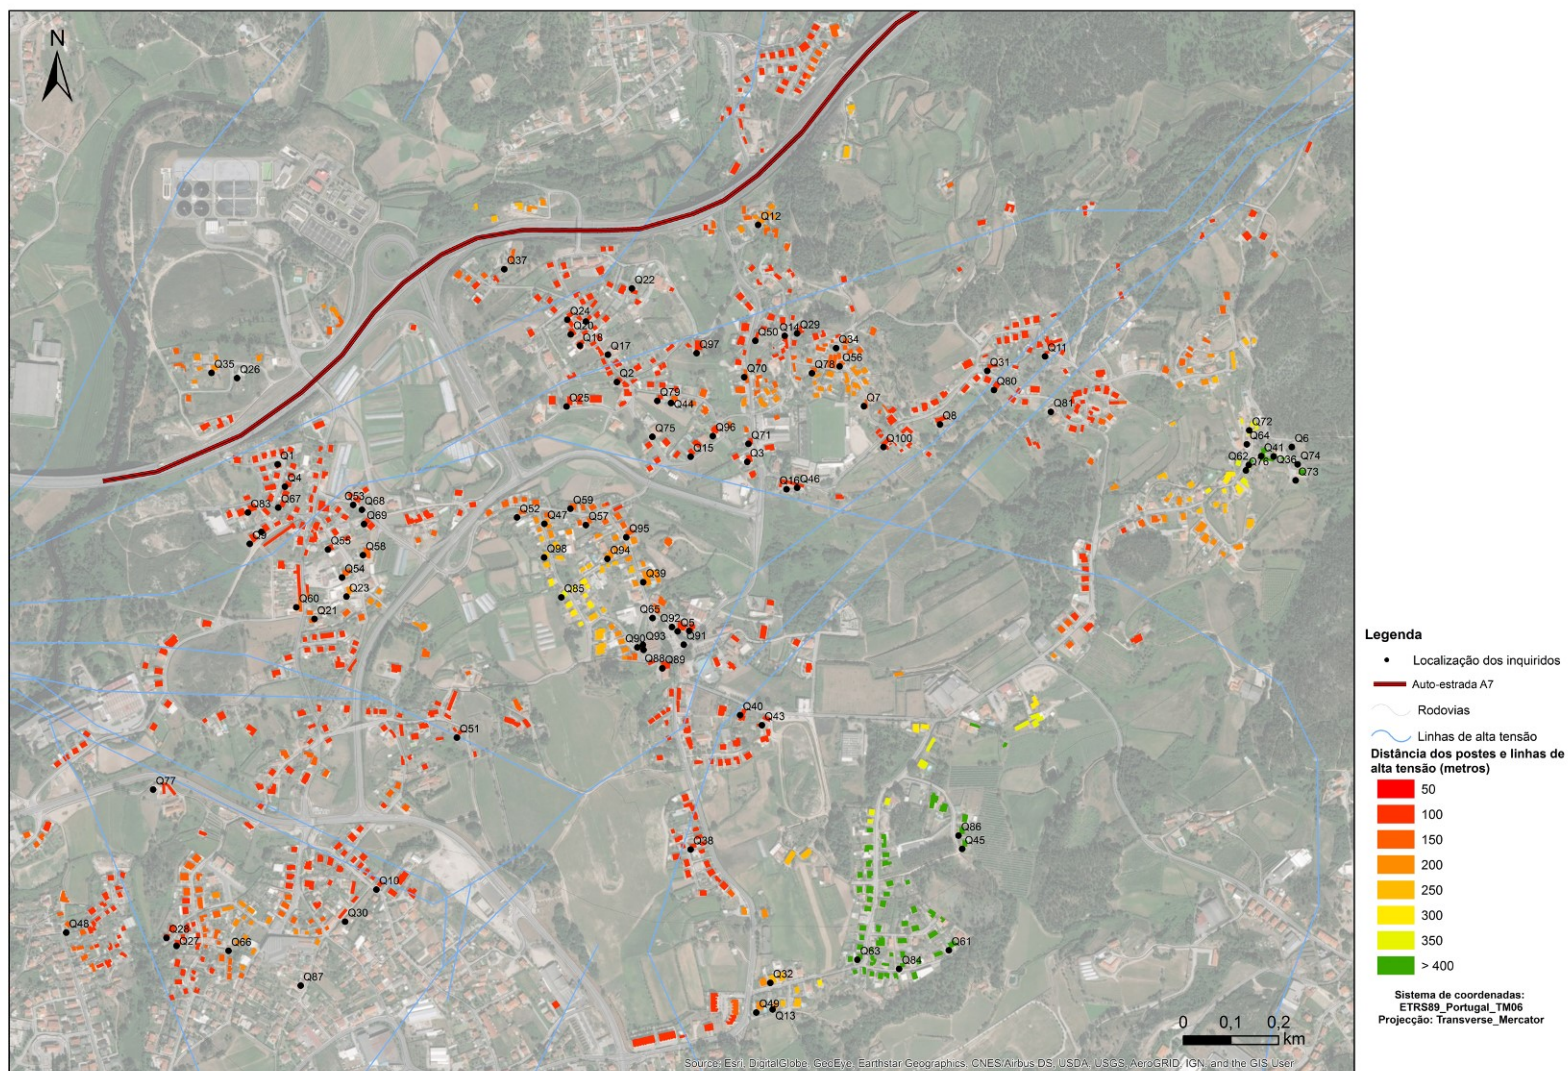 N
Q12
Q37
Q22
Q24
Q20
Q18
Q17
Q97
Q50
Q14
Q29
Q34
Q56
Q78
Q70
Q2
Q79
Q44
Q25
Q35
Q26
Q31
Q11
Q80
Q81
Q7
Q8
Q100
Q75
Q96
Q15
Q71
Q3
Q16
Q46
Q72
Q64
Q6
Q41
Q36
Q74
Q62
Q76
Q73
Q1
Q4
Q67
Q83
Q9
Q53
Q68
Q69
Q55
Q58
Q54
Q23
Q60
Q21
Q52
Q47
Q59
Q57
Q95
Q98
Q94
Q39
Q85
Q65
Q92
Q5
Q90
Q93
Q91
Q88
Q89
Q40
Q43
Q51
Q77
Q38
Q86
Q45
Q10
Q30
Q48
Q28
Q27
Q66
Q87
Q63
Q84
Q61
Q32
Q49
Q13
Legenda
Localização dos inquiridos
Auto-estrada A7
Rodovias
Linhas de alta tensão
Distância dos postes e linhas de
alta tensão (metros)
50
100
150
200
250
300
350
> 400
Sistema de coordenadas:
ETRS89_Portugal_TM06
Projecção: Transverse_Mercator
0 0,1 0,2
km
Source: Esri, DigitalGlobe, GeoEye, Earthstar Geographics, CNES/Airbus DS, USDA, USGS, AeroGRID, IGN, and the GIS User